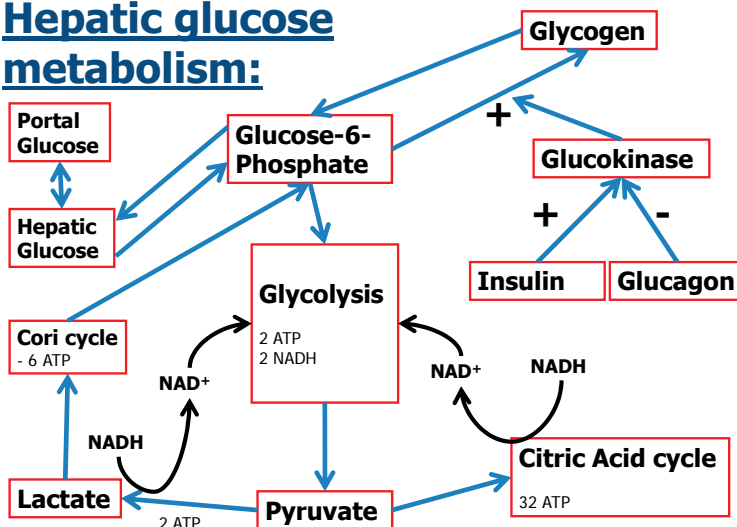 Hepatic glucose
metabolism:
Glycogen
Portal
Glucose
Glucose-6-
Phosphate
+
Glucokinase
Hepatic
Glucose
+
-
Insulin
Glucagon
Glycolysis
2 ATP
2 NADH
Cori cycle
- 6 ATP
NAD+
NAD+
NADH
NADH
Citric Acid cycle
32 ATP
Lactate
Pyruvate
2 ATP